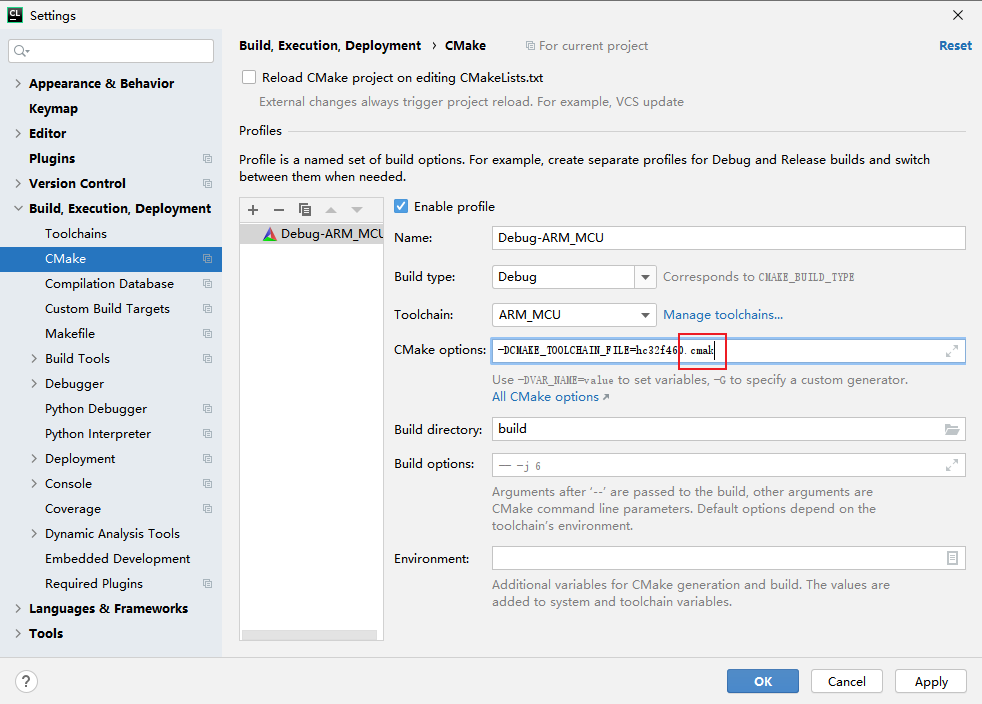 CL Settings
Build, Execution, Deployment › CMake For current project Reset
Appearance & Behavior
Keymap
Editor
Plugins
Version Control
Build, Execution, Deployment
Toolchains
CMake
Compilation Database
Custom Build Targets
Makefile
Build Tools
Debugger
Python Debugger
Python Interpreter
Deployment
Console
Coverage
Dynamic Analysis Tools
Embedded Development
Required Plugins
Languages & Frameworks
Tools
Reload CMake project on editing CMakeLists.txt
External changes always trigger project reload. For example, VCS update
Profiles
Profile is a named set of build options. For example, create separate profiles for Debug and Release builds and switch
between them when needed.
Debug-ARM_MCU
Enable profile
Name: Debug-ARM_MCU
Build type: Debug Corresponds to CMAKE_BUILD_TYPE
Toolchain: ARM_MCU Manage toolchains...
CMake options: -DCMAKE_TOOLCHAIN_FILE=hc32f460.cmak
Use -DVAR_NAME=value to set variables, -G to specify a custom generator.
All CMake options ↗
Build directory: build
Build options: -- -j 6
Arguments after '--' are passed to the build, other arguments are
CMake command line parameters. Default options depend on the
toolchain's environment.
Environment:
Additional variables for CMake generation and build. The values are
added to system and toolchain variables.
? OK Cancel Apply